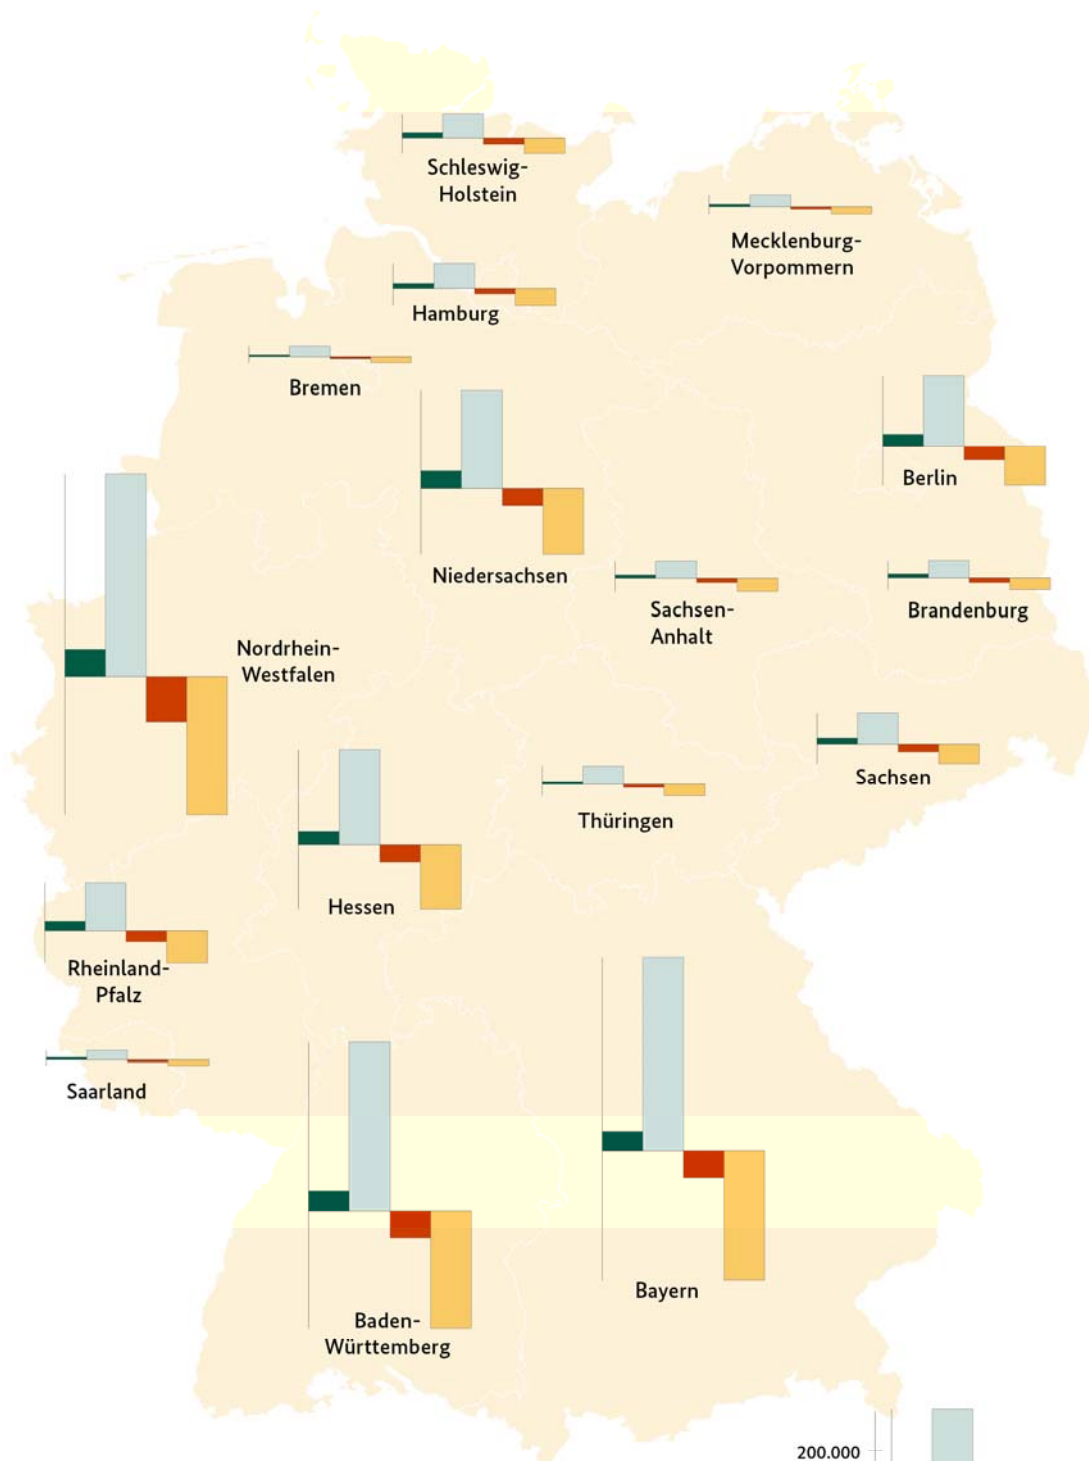 Schleswig-
Holstein
Mecklenburg-
Vorpommern
Hamburg
Bremen
Berlin
Niedersachsen
Sachsen-
Anhalt
Brandenburg
Nordrhein-
Westfalen
Sachsen
Thüringen
Hessen
Rheinland-
Pfalz
Saarland
Bayern
Baden-
Württemberg
200.000